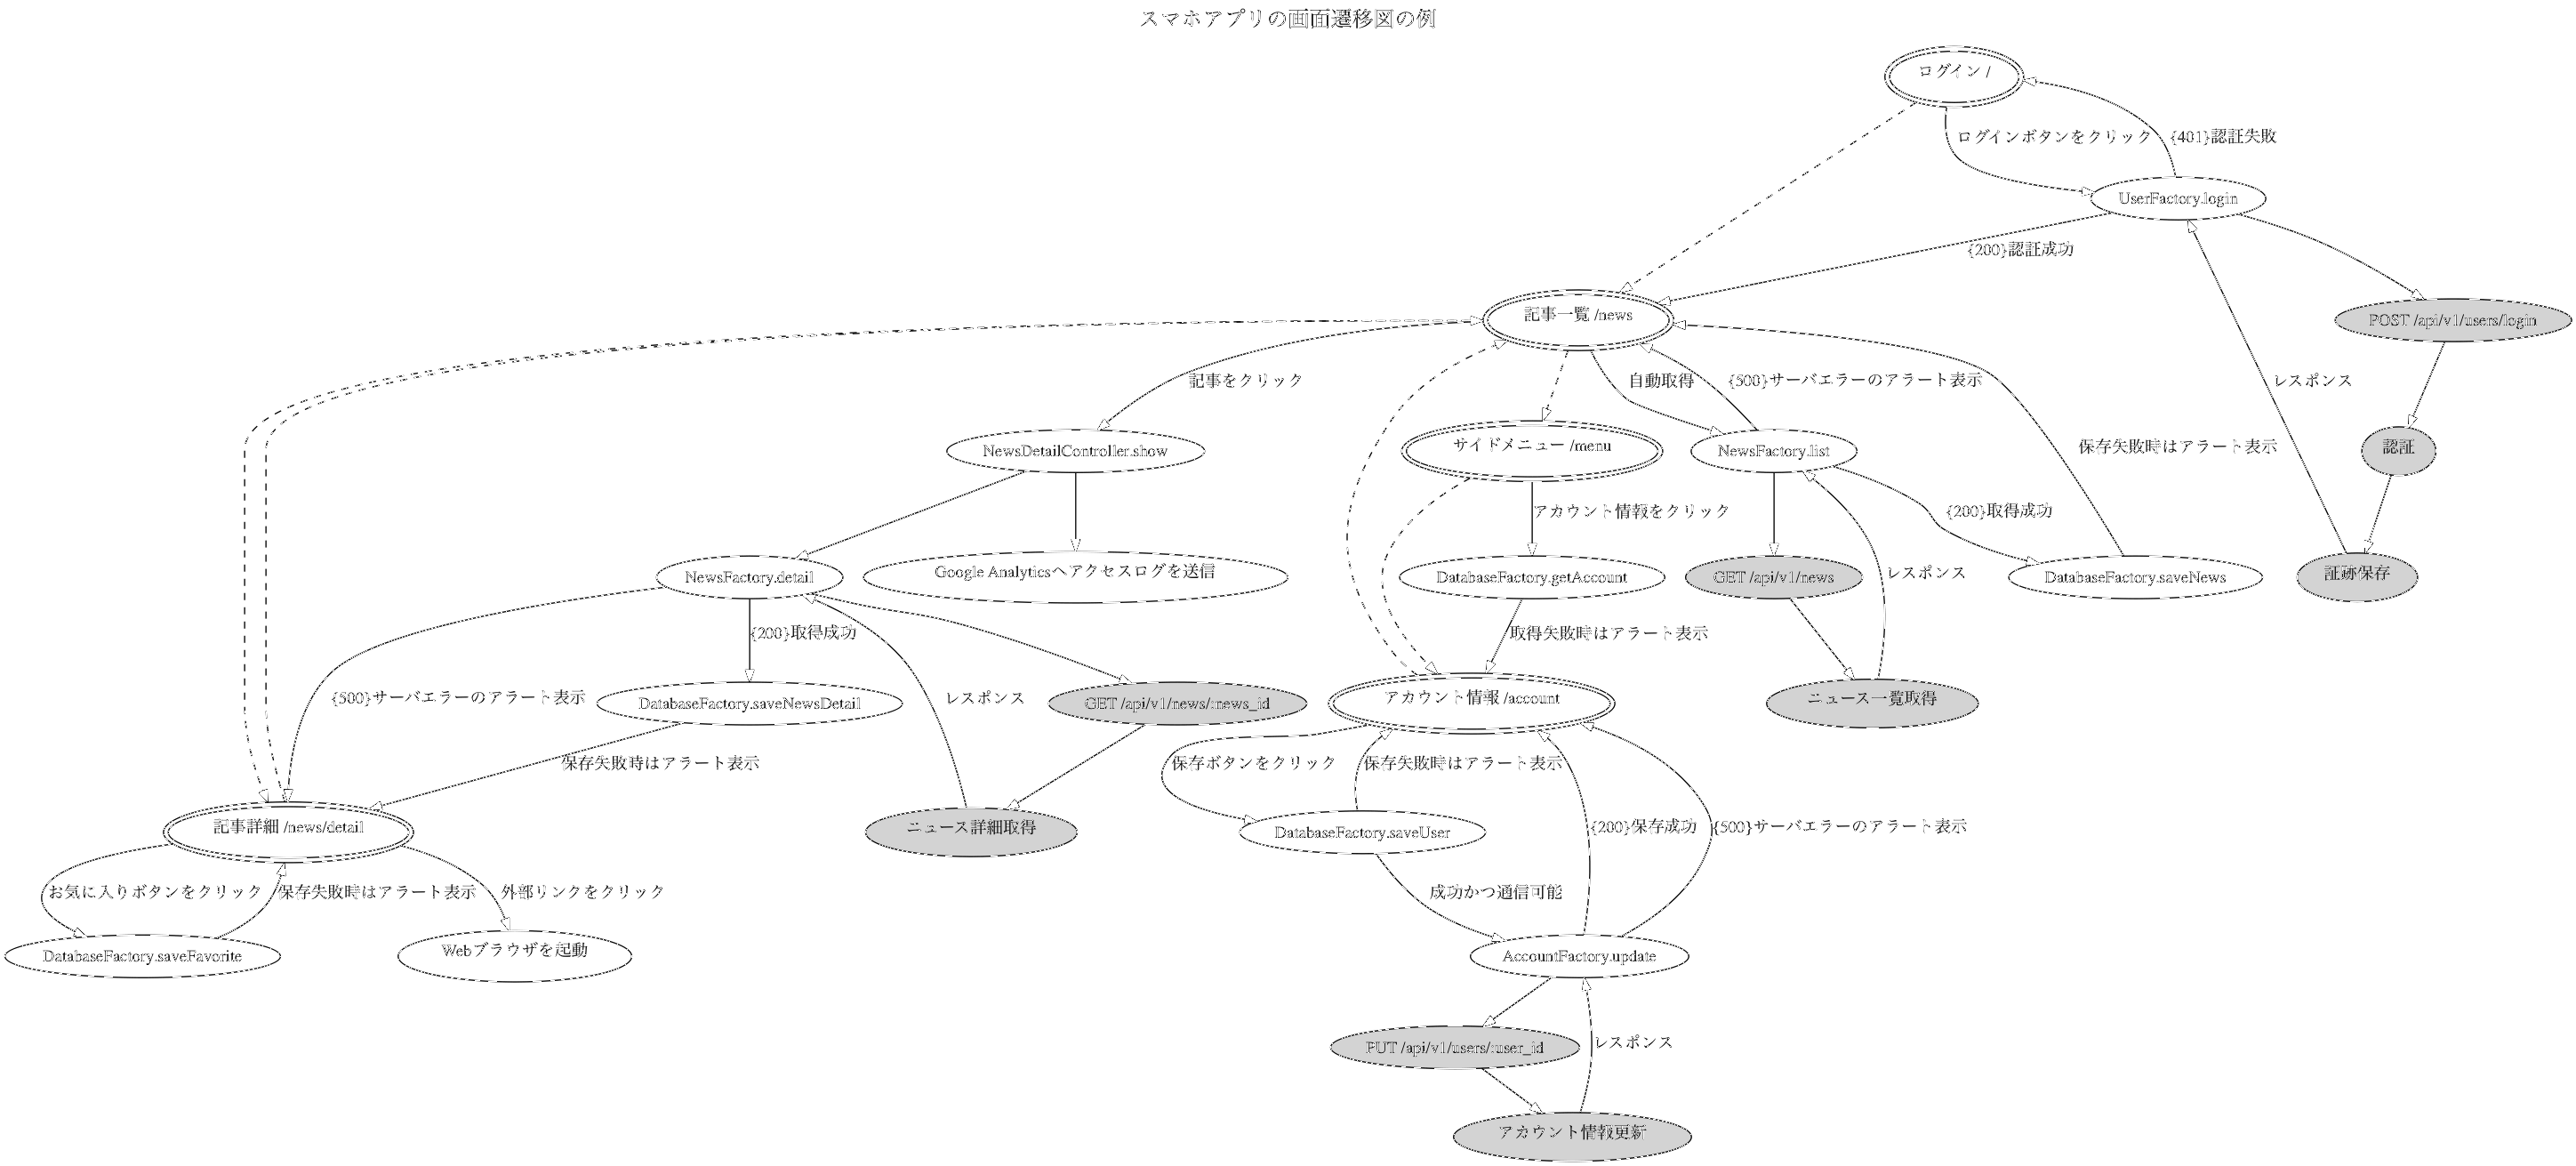 スマホアプリの画面遷移図の例
ログイン /
ログインボタンをクリック
{401}認証失敗
UserFactory.login
{200}認証成功
記事一覧 /news
POST /api/v1/users/login
記事をクリック
自動取得
{500}サーバエラーのアラート表示
レスポンス
NewsDetailController.show
サイドメニュー /menu
NewsFactory.list
保存失敗時はアラート表示
認証
アカウント情報をクリック
{200}取得成功
NewsFactory.detail
Google Analyticsへアクセスログを送信
DatabaseFactory.getAccount
GET /api/v1/news
レスポンス
DatabaseFactory.saveNews
証跡保存
{200}取得成功
取得失敗時はアラート表示
{500}サーバエラーのアラート表示
DatabaseFactory.saveNewsDetail
レスポンス
GET /api/v1/news/:news_id
アカウント情報 /account
ニュース一覧取得
保存失敗時はアラート表示
保存ボタンをクリック
保存失敗時はアラート表示
記事詳細 /news/detail
ニュース詳細取得
DatabaseFactory.saveUser
{200}保存成功
{500}サーバエラーのアラート表示
お気に入りボタンをクリック
保存失敗時はアラート表示
外部リンクをクリック
成功かつ通信可能
DatabaseFactory.saveFavorite
Webブラウザを起動
AccountFactory.update
PUT /api/v1/users/:user_id
レスポンス
アカウント情報更新